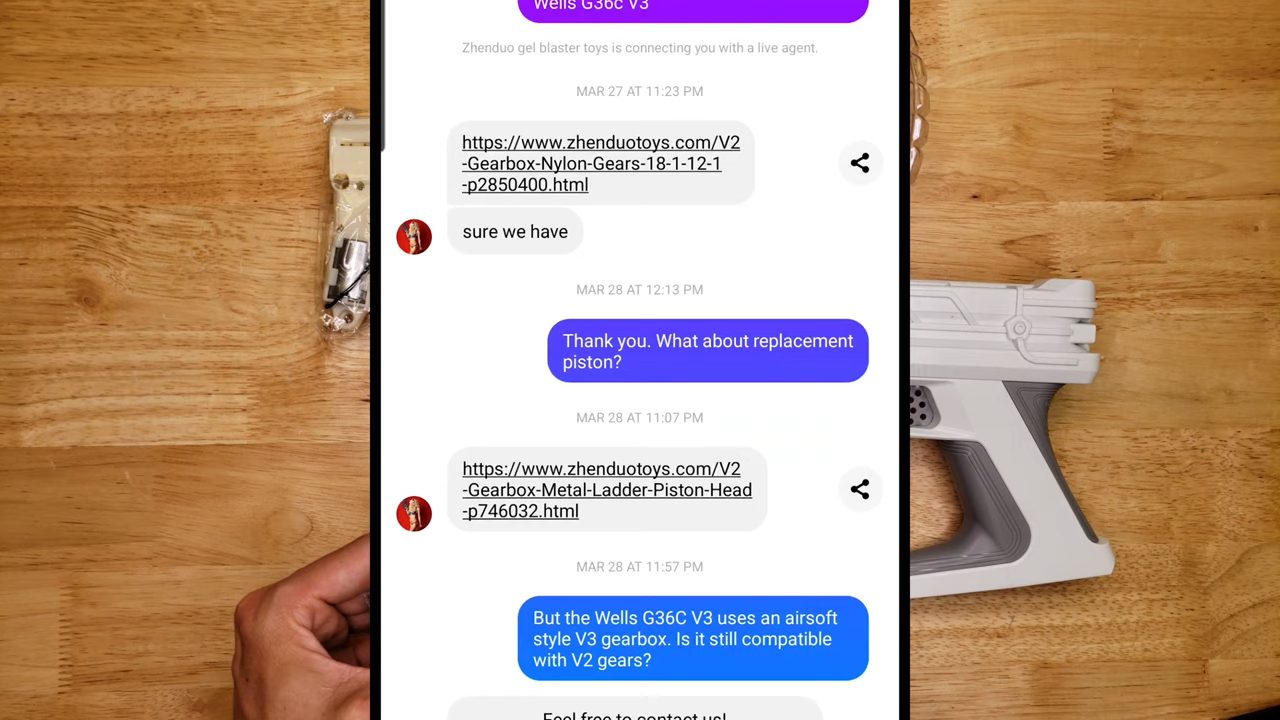 Wells G36c V3
Zhenduo gel blaster toys is connecting you with a live agent.
MAR 27 AT 11:23 PM
https://www.zhenduotoys.com/V2
-Gearbox-Nylon-Gears-18-1-12-1
-p2850400.html
sure we have
MAR 28 AT 12:13 PM
Thank you. What about replacement
piston?
MAR 28 AT 11:07 PM
https://www.zhenduotoys.com/V2
-Gearbox-Metal-Ladder-Piston-Head
-p746032.html
MAR 28 AT 11:57 PM
But the Wells G36C V3 uses an airsoft
style V3 gearbox. Is it still compatible
with V2 gears?
Feel free to contact us!